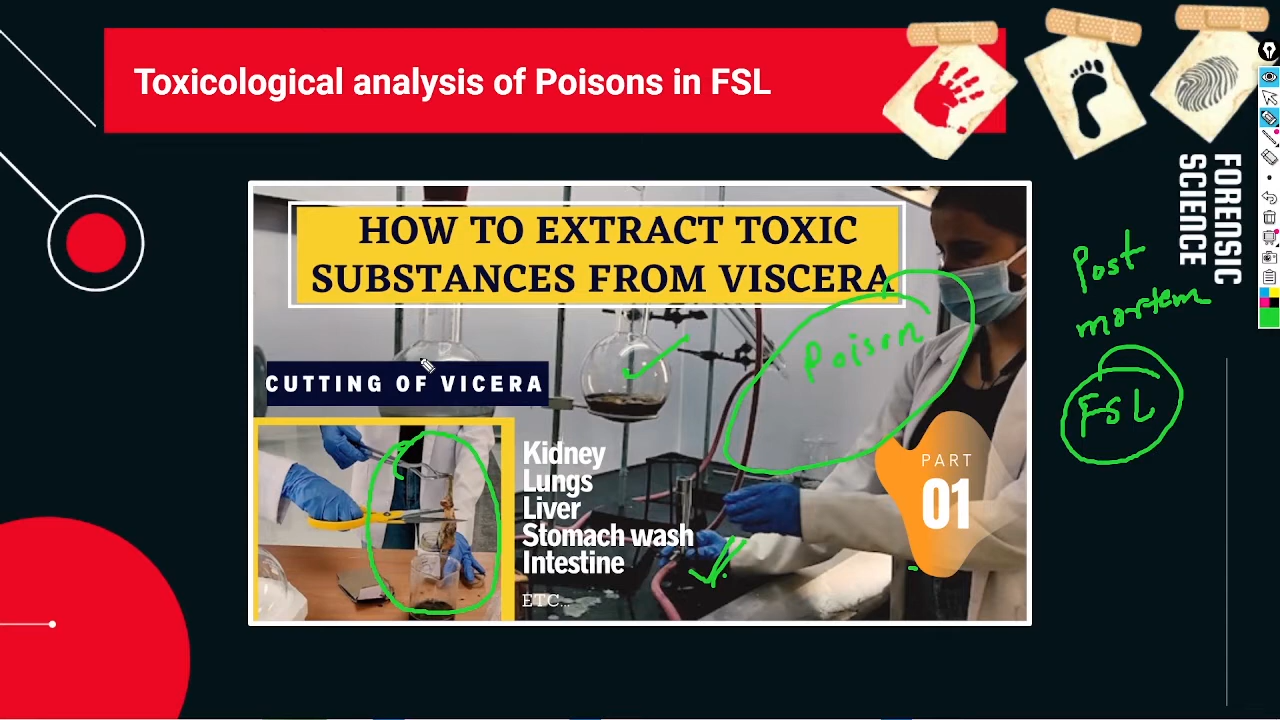 Toxicological analysis of Poisons in FSL
FORENSIC
SCIENCE
HOW TO EXTRACT TOXIC
SUBSTANCES FROM VISCERA
Poison
Post
mortem
FSL
CUTTING OF VICERA
Kidney
Lungs
Liver
Stomach wash
Intestine
ETC...
PART
01